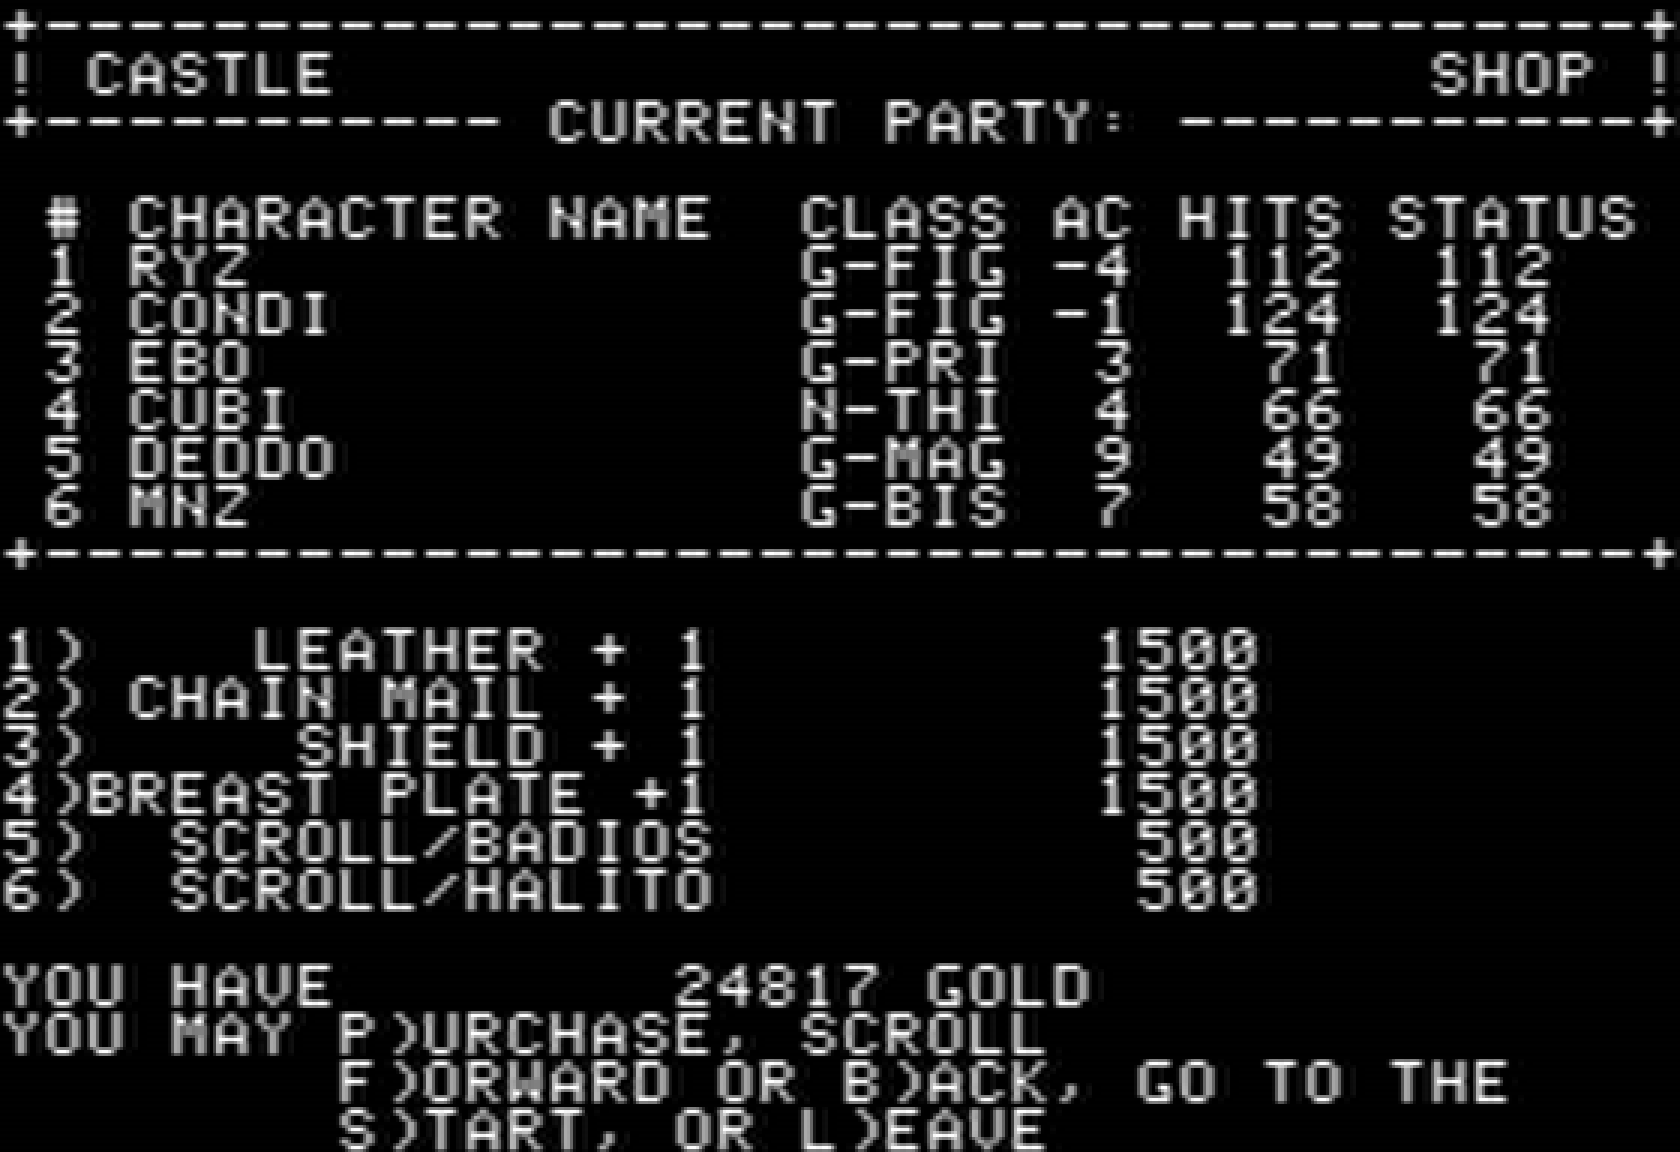 +--------------------------------------+
! CASTLE                          SHOP !
+----------- CURRENT PARTY: -----------+
# CHARACTER NAME  CLASS AC HITS STATUS
1 RYZ             G-FIG -4  112  112
2 CONDI           G-FIG -1  124  124
3 EBO             G-PRI  3   71   71
4 CUBI            N-THI  4   66   66
5 DEDDO           G-MAG  9   49   49
6 MNZ             G-BIS  7   58   58
+--------------------------------------+
1)    LEATHER + 1         1500
2) CHAIN MAIL + 1         1500
3)     SHIELD + 1         1500
4)BREAST PLATE +1         1500
5)  SCROLL/BADIOS          500
6)  SCROLL/HALITO          500
YOU HAVE        24817 GOLD
YOU MAY P)URCHASE, SCROLL
        F)ORWARD OR B)ACK, GO TO THE
        S)TART, OR L)EAVE